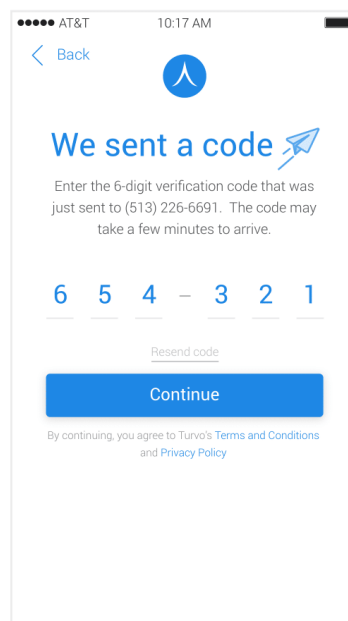 AT&T 10:17 AM
Back
We sent a code
Enter the 6-digit verification code that was
just sent to (513) 226-6691. The code may
take a few minutes to arrive.
6 5 4 – 3 2 1
Resend code
Continue
By continuing, you agree to Turvo's Terms and Conditions
and Privacy Policy